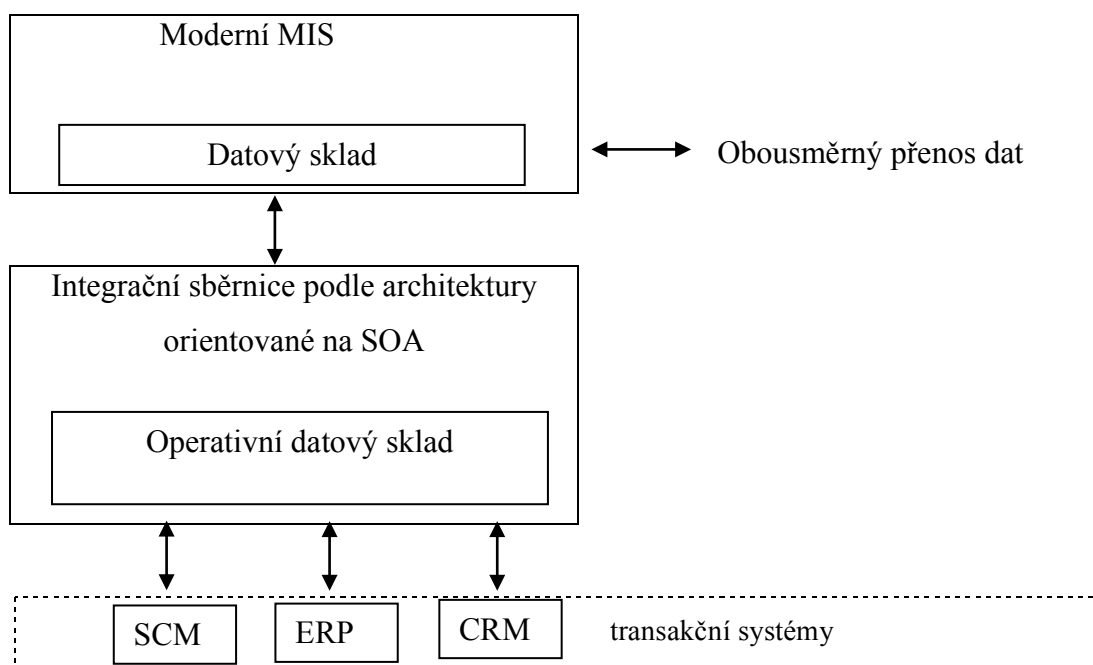 Moderní MIS
Datový sklad
Obousměrný přenos dat
Integrační sběrnice podle architektury
orientované na SOA
Operativní datový sklad
SCM
ERP
CRM
transakční systémy